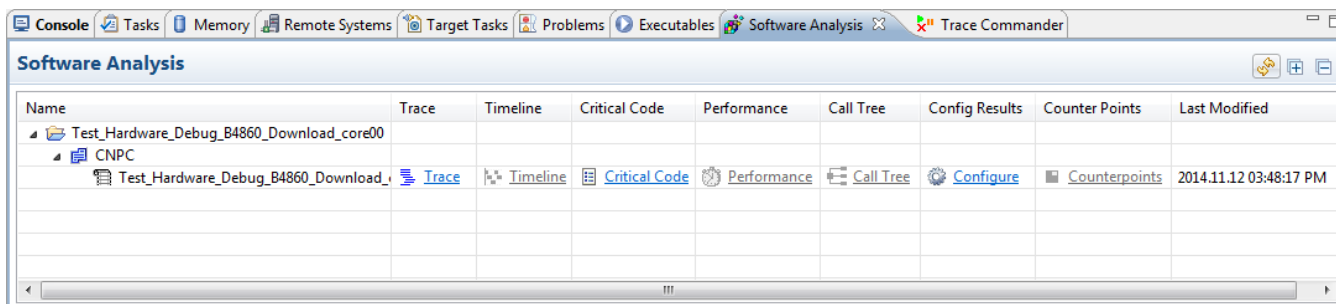 Console Tasks Memory Remote Systems Target Tasks Problems Executables Software Analysis Trace Commander
Software Analysis
Name Trace Timeline Critical Code Performance Call Tree Config Results Counter Points Last Modified
Test_Hardware_Debug_B4860_Download_core00
CNPC
Test_Hardware_Debug_B4860_Download_ Trace Timeline Critical Code Performance Call Tree Configure Counterpoints 2014.11.12 03:48:17 PM